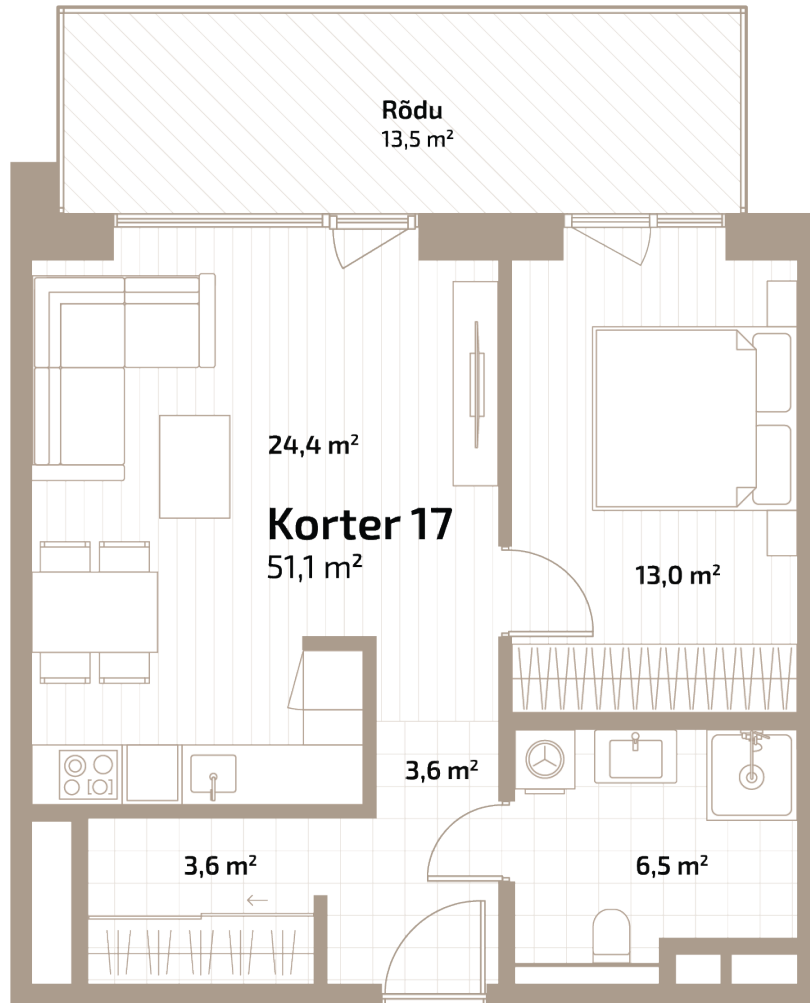 Rõdu
13,5 m²
24,4 m²
Korter 17
51,1 m²
13,0 m²
3,6 m²
3,6 m²
6,5 m²